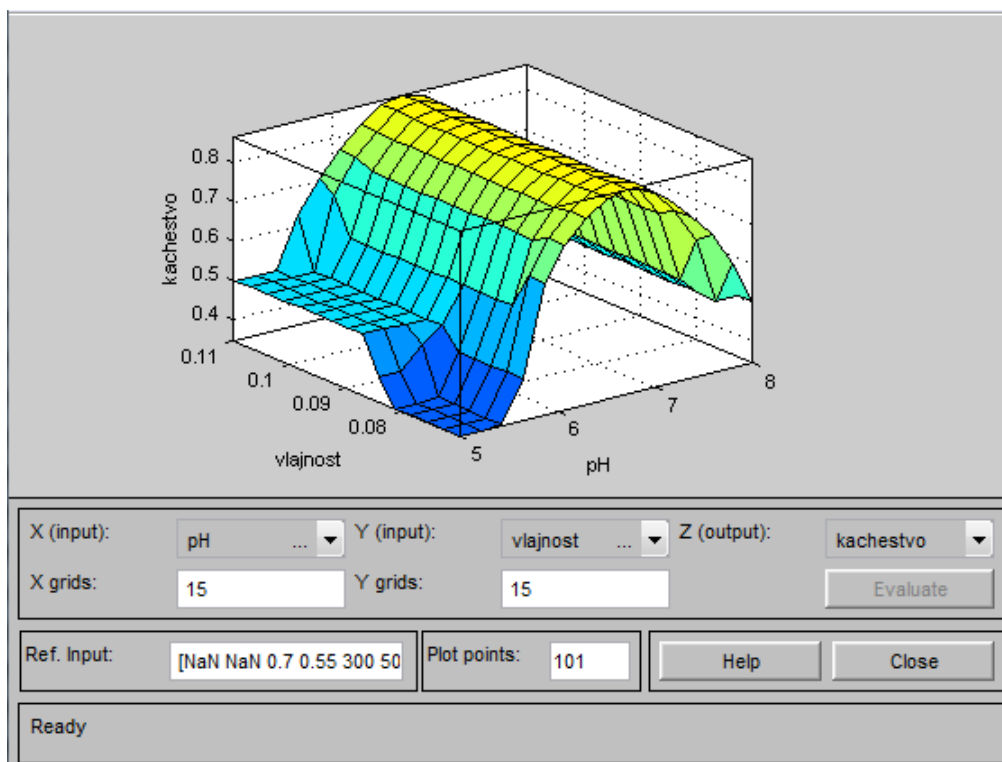 kachestvo
0.8
0.7
0.6
0.5
0.4
0.11
0.1
0.09
0.08
vlajnost
5
6
7
8
pH
X (input): pH ... Y (input): vlajnost ... Z (output): kachestvo
X grids: 15 Y grids: 15 Evaluate
Ref. Input: [NaN NaN 0.7 0.55 300 50 Plot points: 101 Help Close
Ready